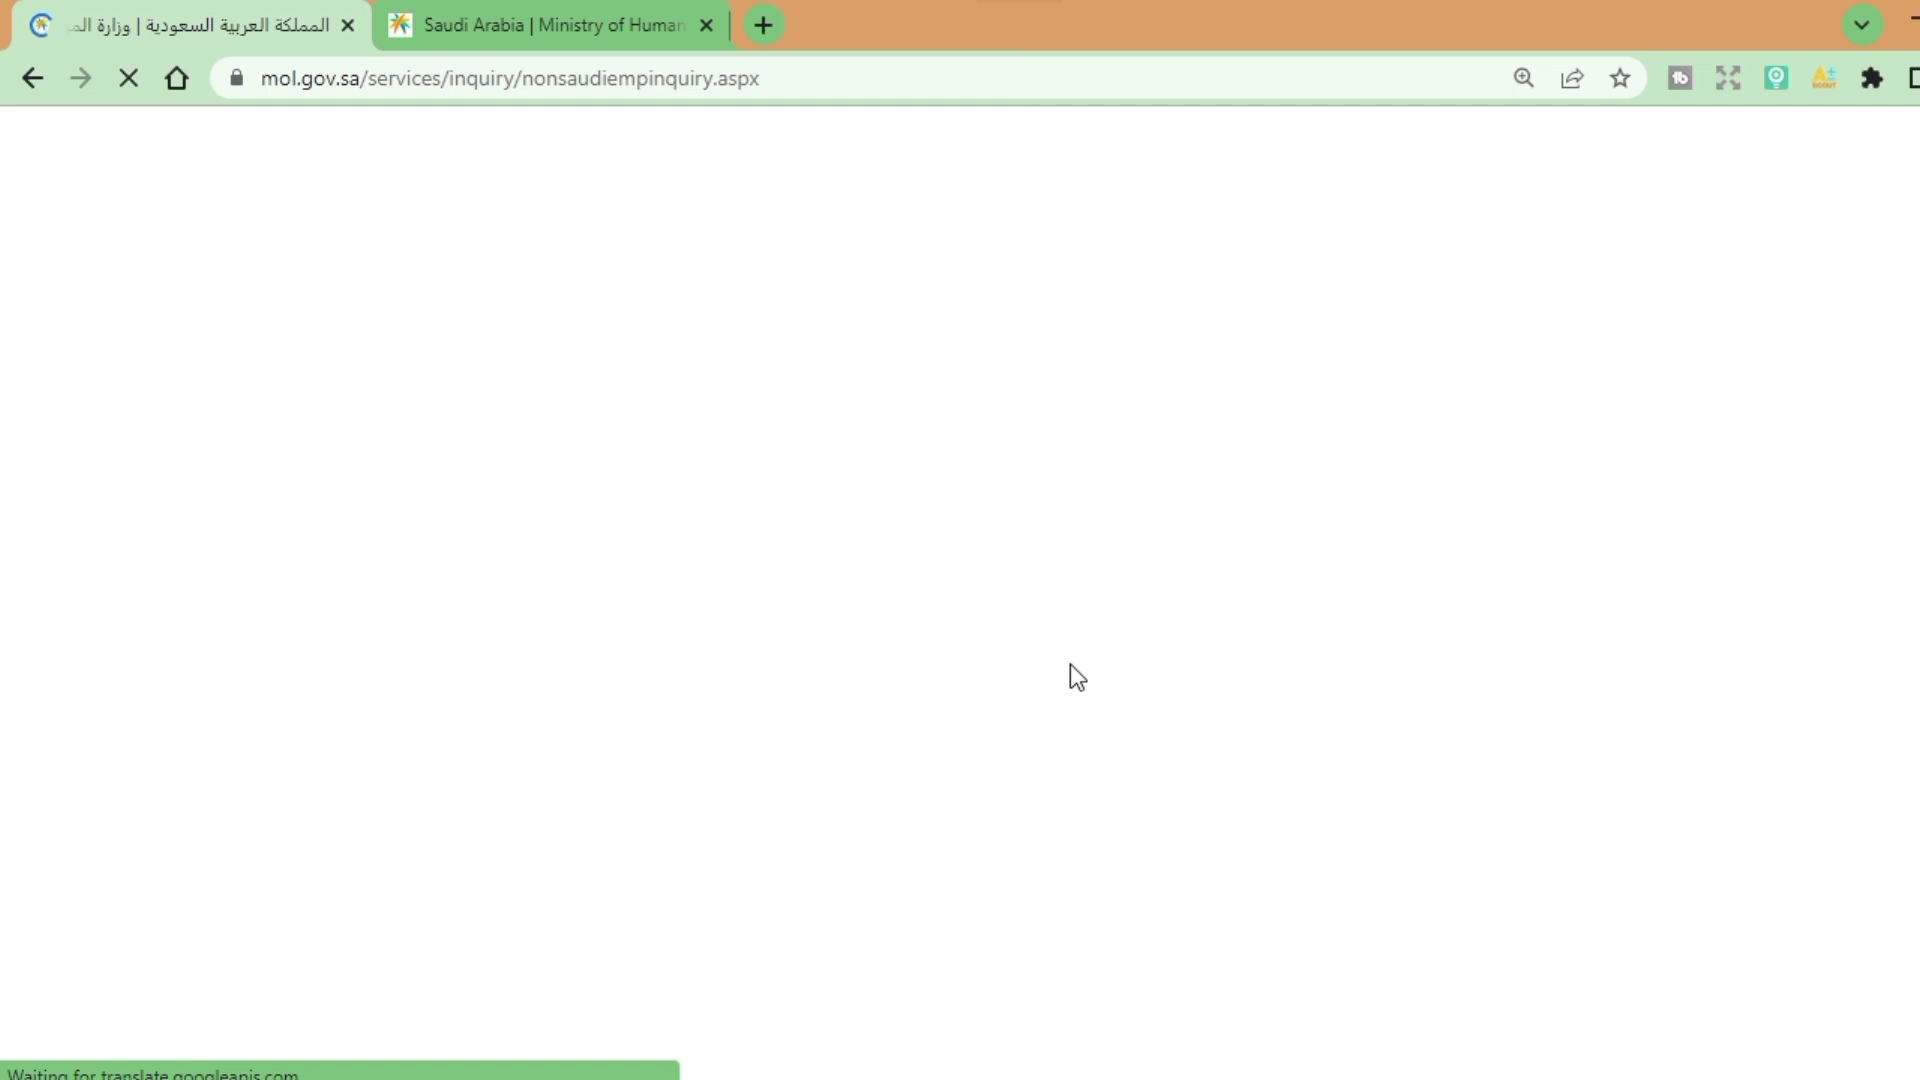 المملكة العربية السعودية | وزارة
Saudi Arabia | Ministry of Human
mol.gov.sa/services/inquiry/nonsaudiempinquiry.aspx
Waiting for translate.googleapis.com